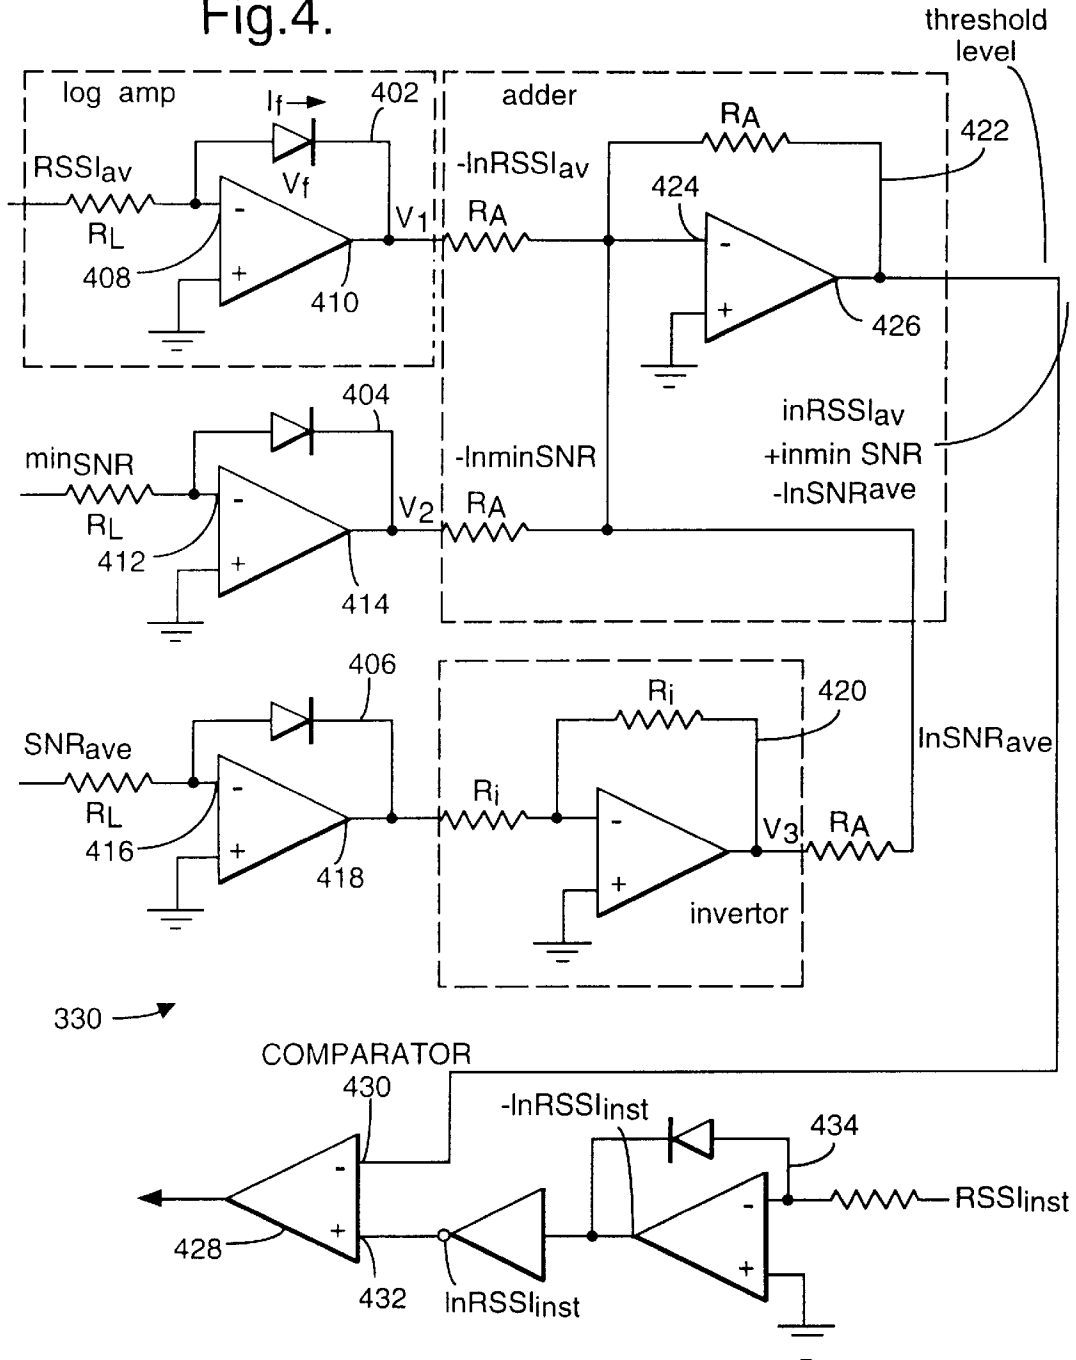 Fig.4.
threshold
level
log amp
If
402
adder
RA
422
RSSIav
Vf
-lnRSSIav
424
-
RL
408
+
410
V1
RA
-
+
426
404
inRSSIav
+inmin SNR
-lnSNRave
minSNR
-
RL
412
+
414
V2
-lnminSNR
RA
406
Ri
420
SNRave
-
RL
416
+
418
Ri
-
+
V3
RA
lnSNRave
invertor
330
COMPARATOR
430
-lnRSSIinst
434
-
+
428
432
lnRSSIinst
-
+
RSSIinst